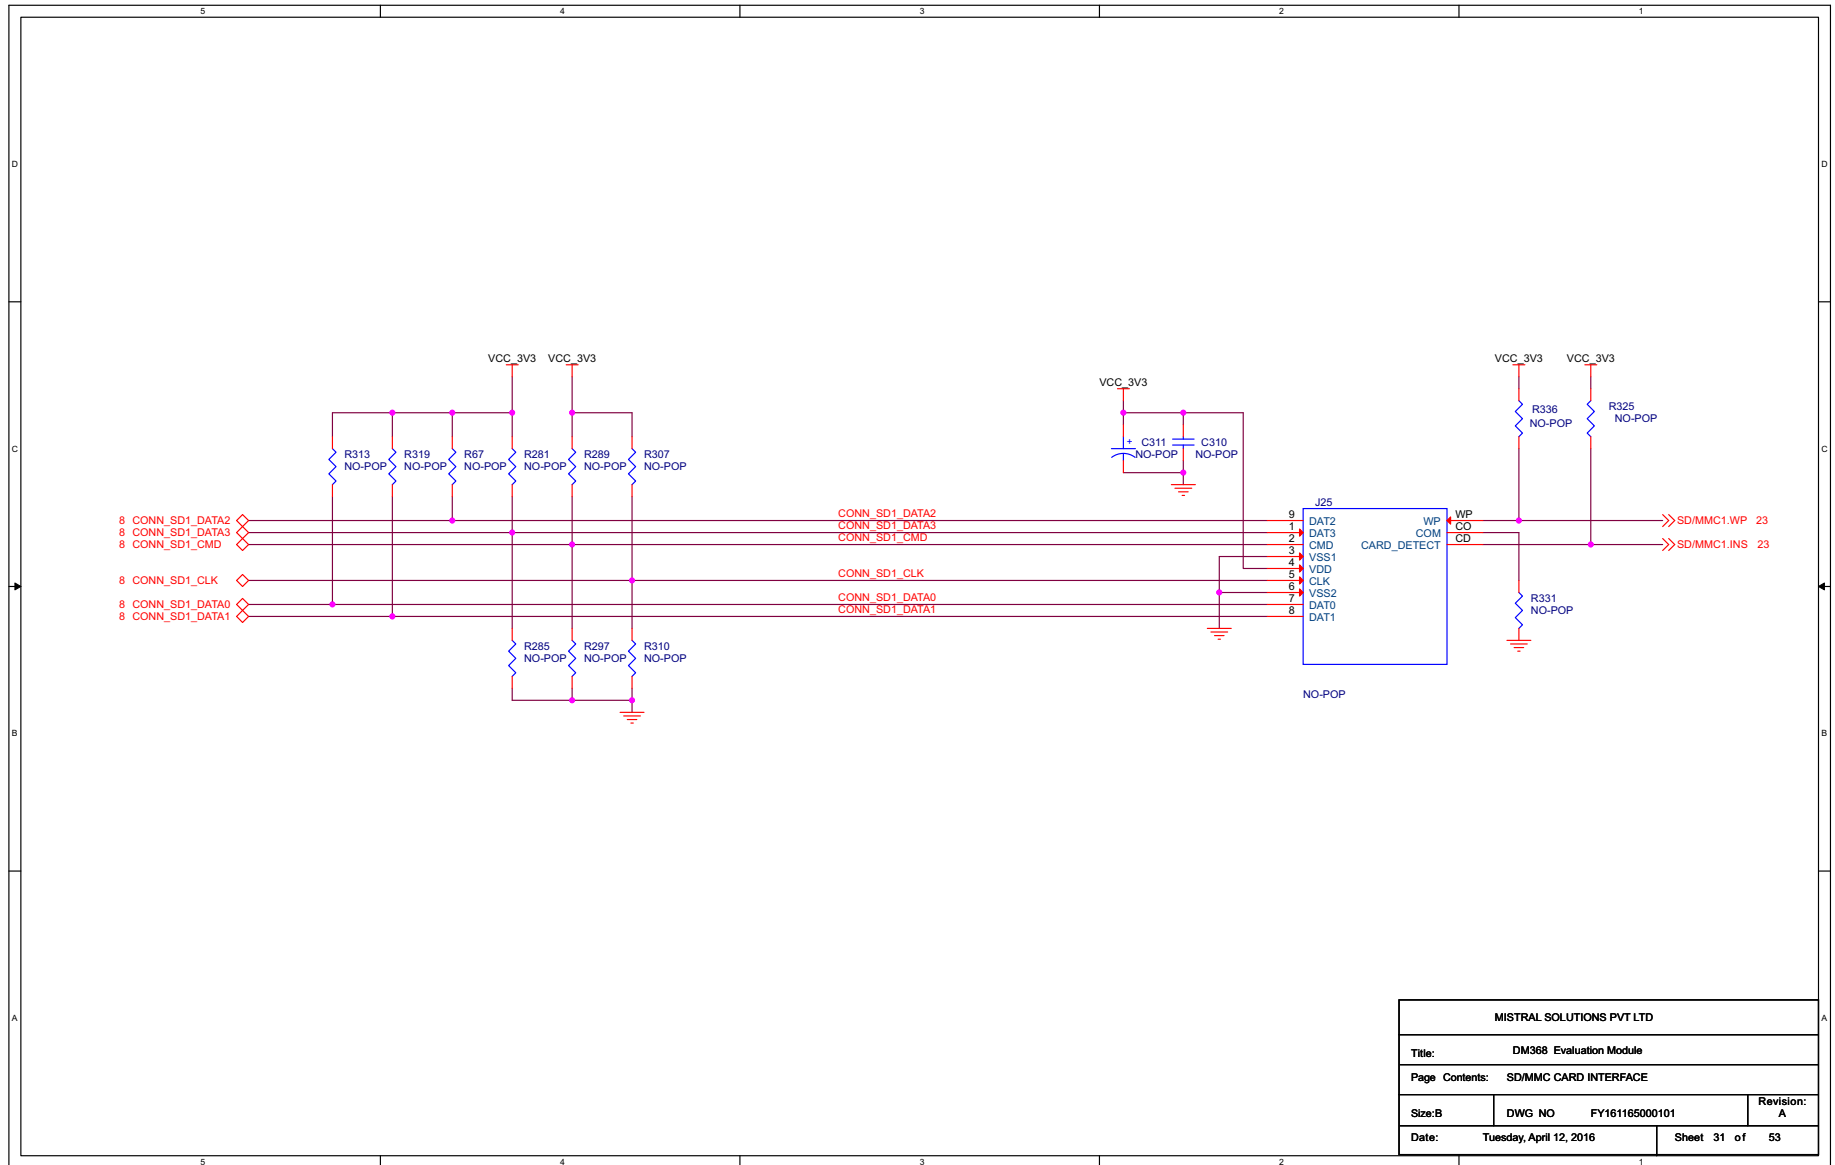 5 4 3 2 1
D D
VCC_3V3 VCC_3V3 VCC_3V3 VCC_3V3
VCC_3V3
R336 R325
NO-POP NO-POP
C C
R313 R319 R67 R281 R289 R307
NO-POP NO-POP NO-POP NO-POP NO-POP NO-POP
+ C311 C310
NO-POP NO-POP
J25
8 CONN_SD1_DATA2 CONN_SD1_DATA2 9 DAT2 WP WP SD/MMC1.WP 23
8 CONN_SD1_DATA3 CONN_SD1_DATA3 1 DAT3 COM CO
8 CONN_SD1_CMD CONN_SD1_CMD 2 CMD CARD_DETECT CD SD/MMC1.INS 23
3 VSS1
4 VDD
8 CONN_SD1_CLK CONN_SD1_CLK 5 CLK
6 VSS2
8 CONN_SD1_DATA0 CONN_SD1_DATA0 7 DAT0
8 CONN_SD1_DATA1 CONN_SD1_DATA1 8 DAT1
R331
NO-POP
R285 R297 R310
NO-POP NO-POP NO-POP
NO-POP
B B
A A
MISTRAL SOLUTIONS PVT LTD
Title: DM368 Evaluation Module
Page Contents: SD/MMC CARD INTERFACE
Size:B DWG NO FY161165000101 Revision:
A
Date: Tuesday, April 12, 2016 Sheet 31 of 53
5 4 3 2 1